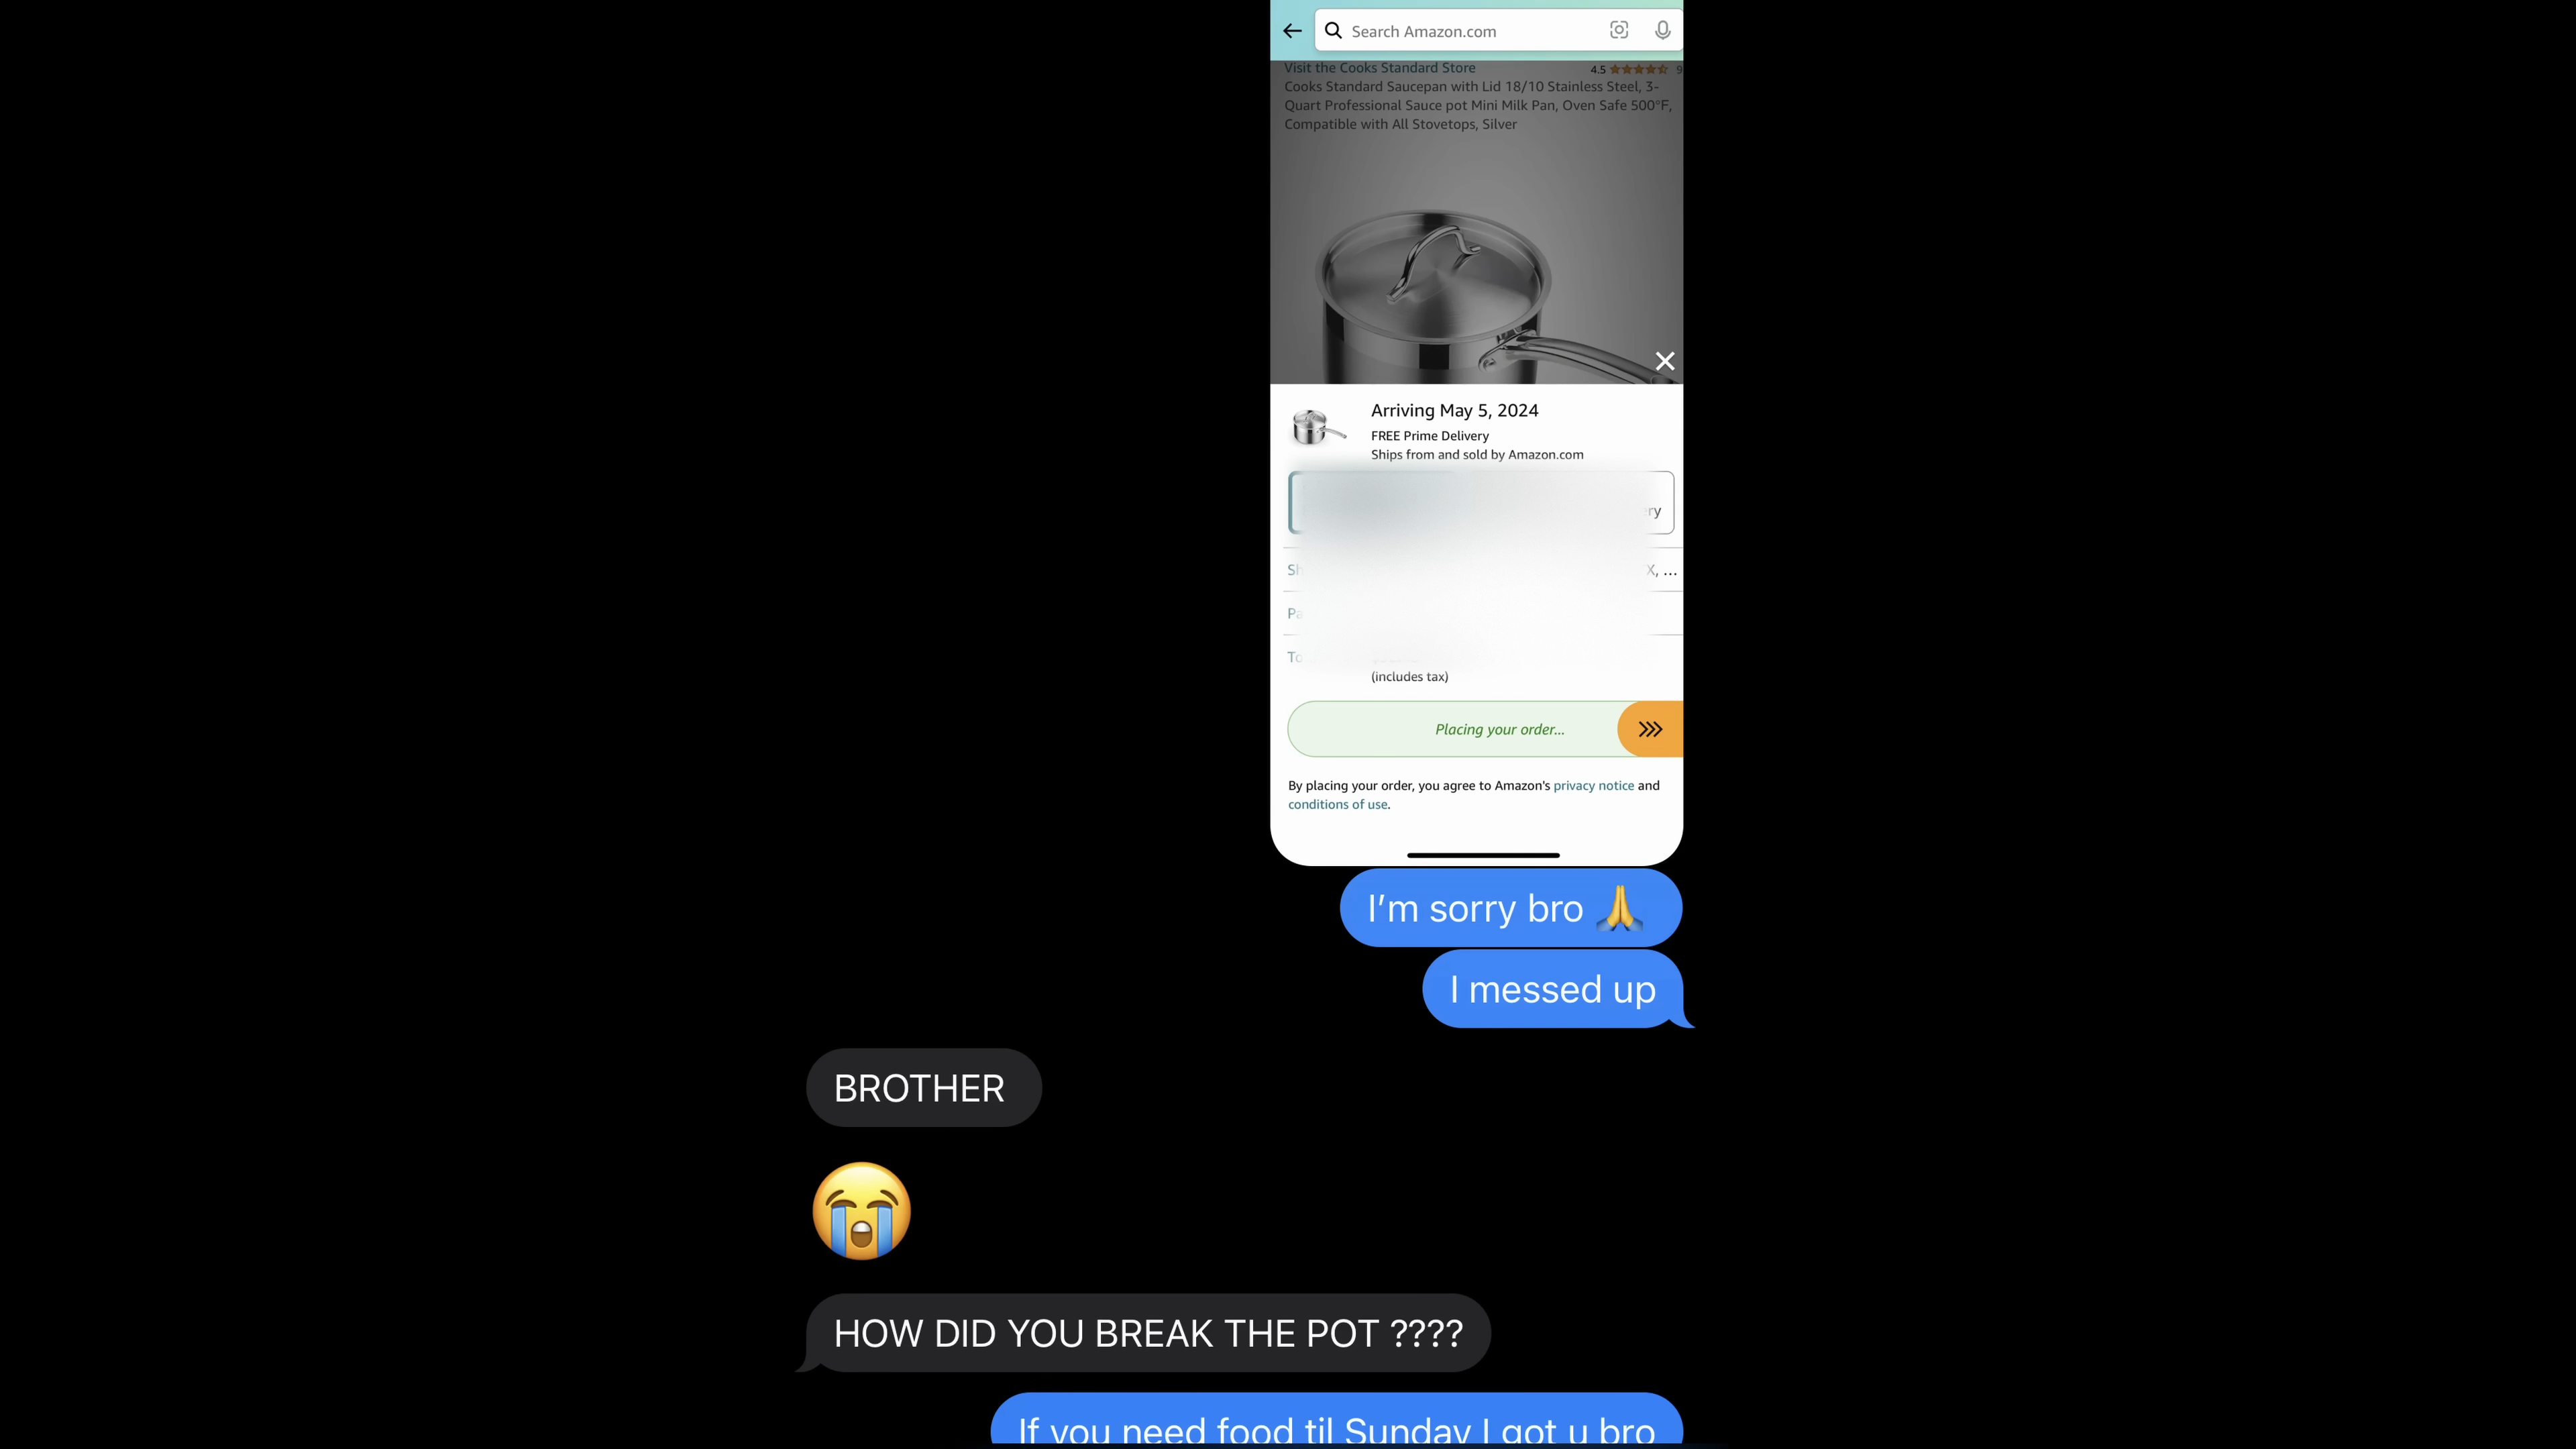 Search Amazon.com
Visit the Cooks Standard Store 4.5
Cooks Standard Saucepan with Lid 18/10 Stainless Steel, 3-
Quart Professional Sauce pot Mini Milk Pan, Oven Safe 500°F,
Compatible with All Stovetops, Silver
Arriving May 5, 2024
FREE Prime Delivery
Ships from and sold by Amazon.com
(includes tax)
Placing your order...
By placing your order, you agree to Amazon's privacy notice and
conditions of use.
I'm sorry bro 🙏
I messed up
BROTHER
😭
HOW DID YOU BREAK THE POT ????
If you need food til Sunday I got u bro